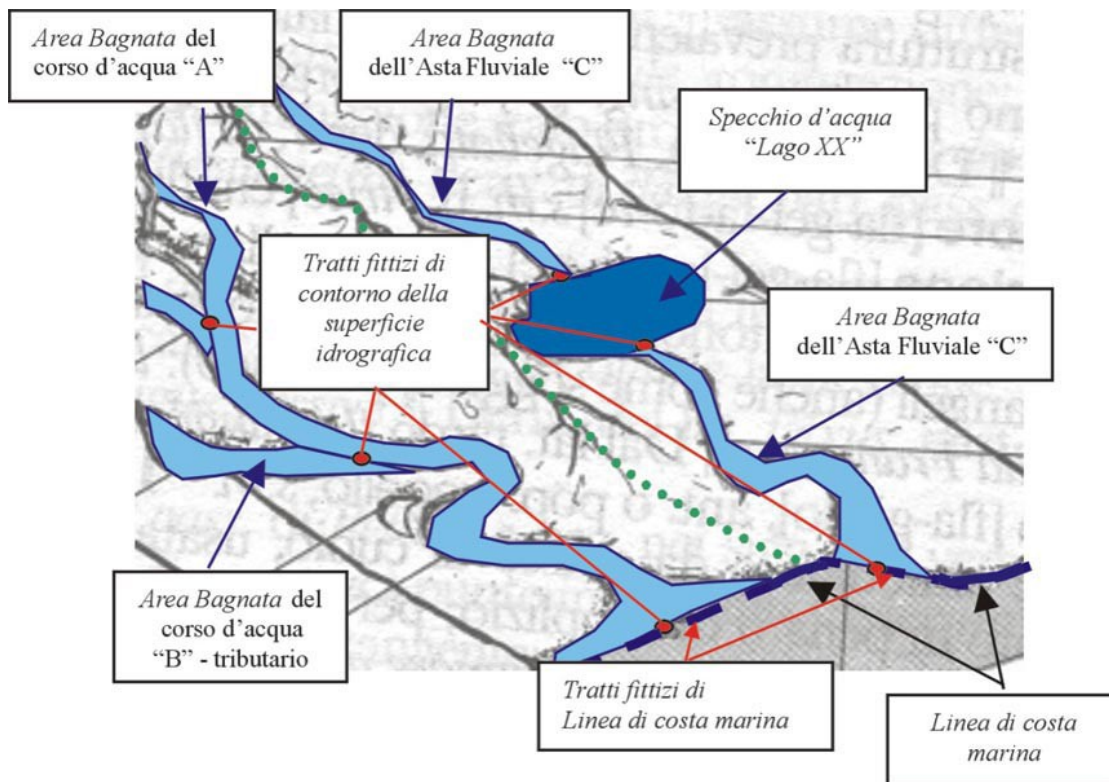 Area Bagnata del
corso d'acqua “A”
Area Bagnata
dell'Asta Fluviale “C”
Specchio d'acqua
“Lago XX”
Tratti fittizi di
contorno della
superficie
idrografica
Area Bagnata
dell'Asta Fluviale “C”
Area Bagnata del
corso d'acqua
“B” - tributario
Tratti fittizi di
Linea di costa marina
Linea di costa
marina